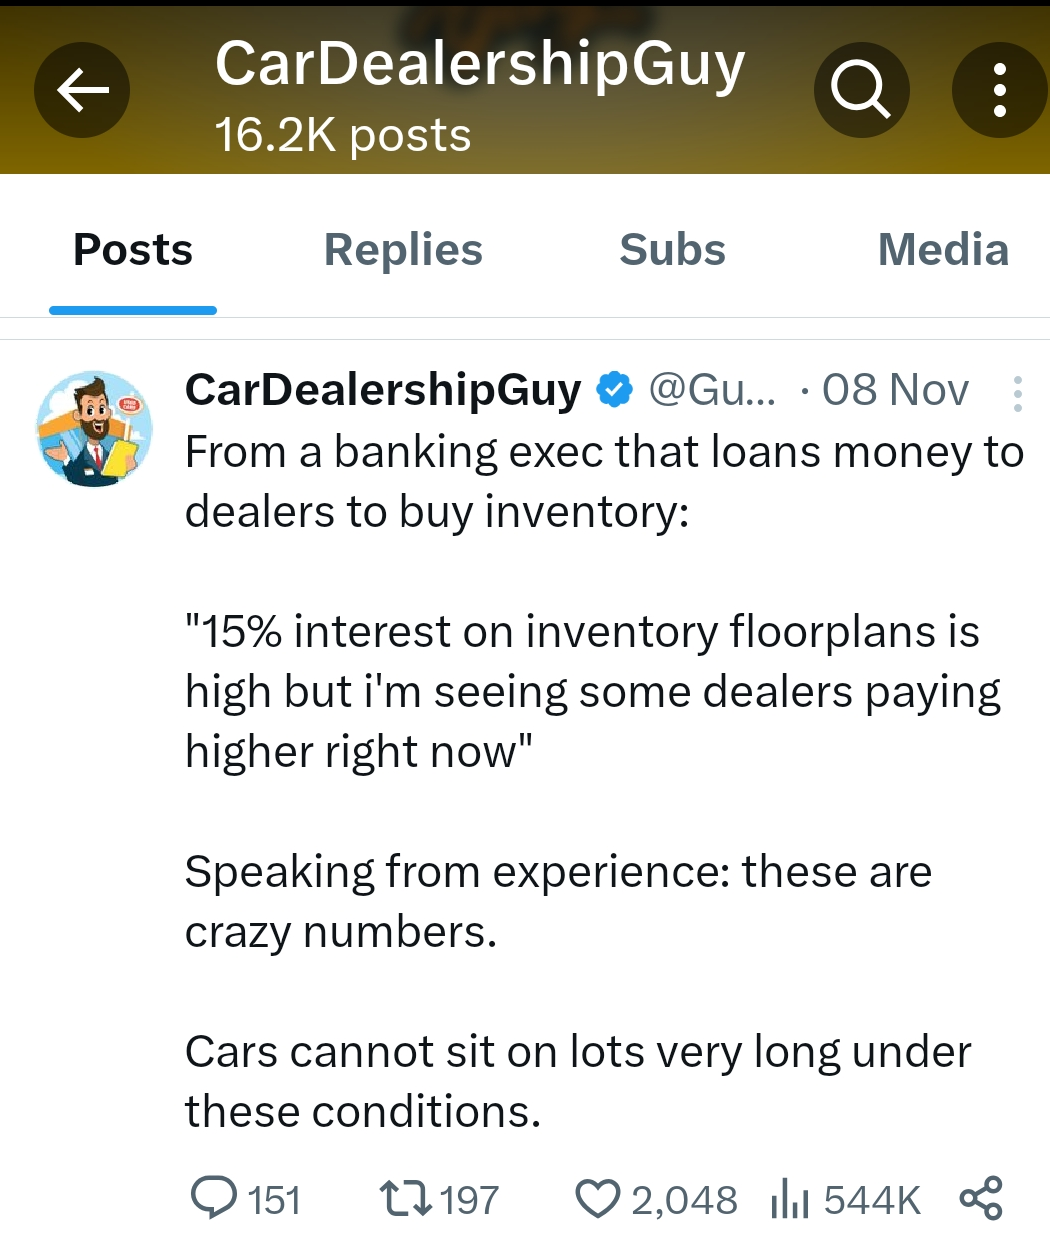 CarDealershipGuy
16.2K posts
Posts Replies Subs Media
CarDealershipGuy @Gu... · 08 Nov
From a banking exec that loans money to
dealers to buy inventory:
"15% interest on inventory floorplans is
high but i'm seeing some dealers paying
higher right now"
Speaking from experience: these are
crazy numbers.
Cars cannot sit on lots very long under
these conditions.
151 197 2,048 544K